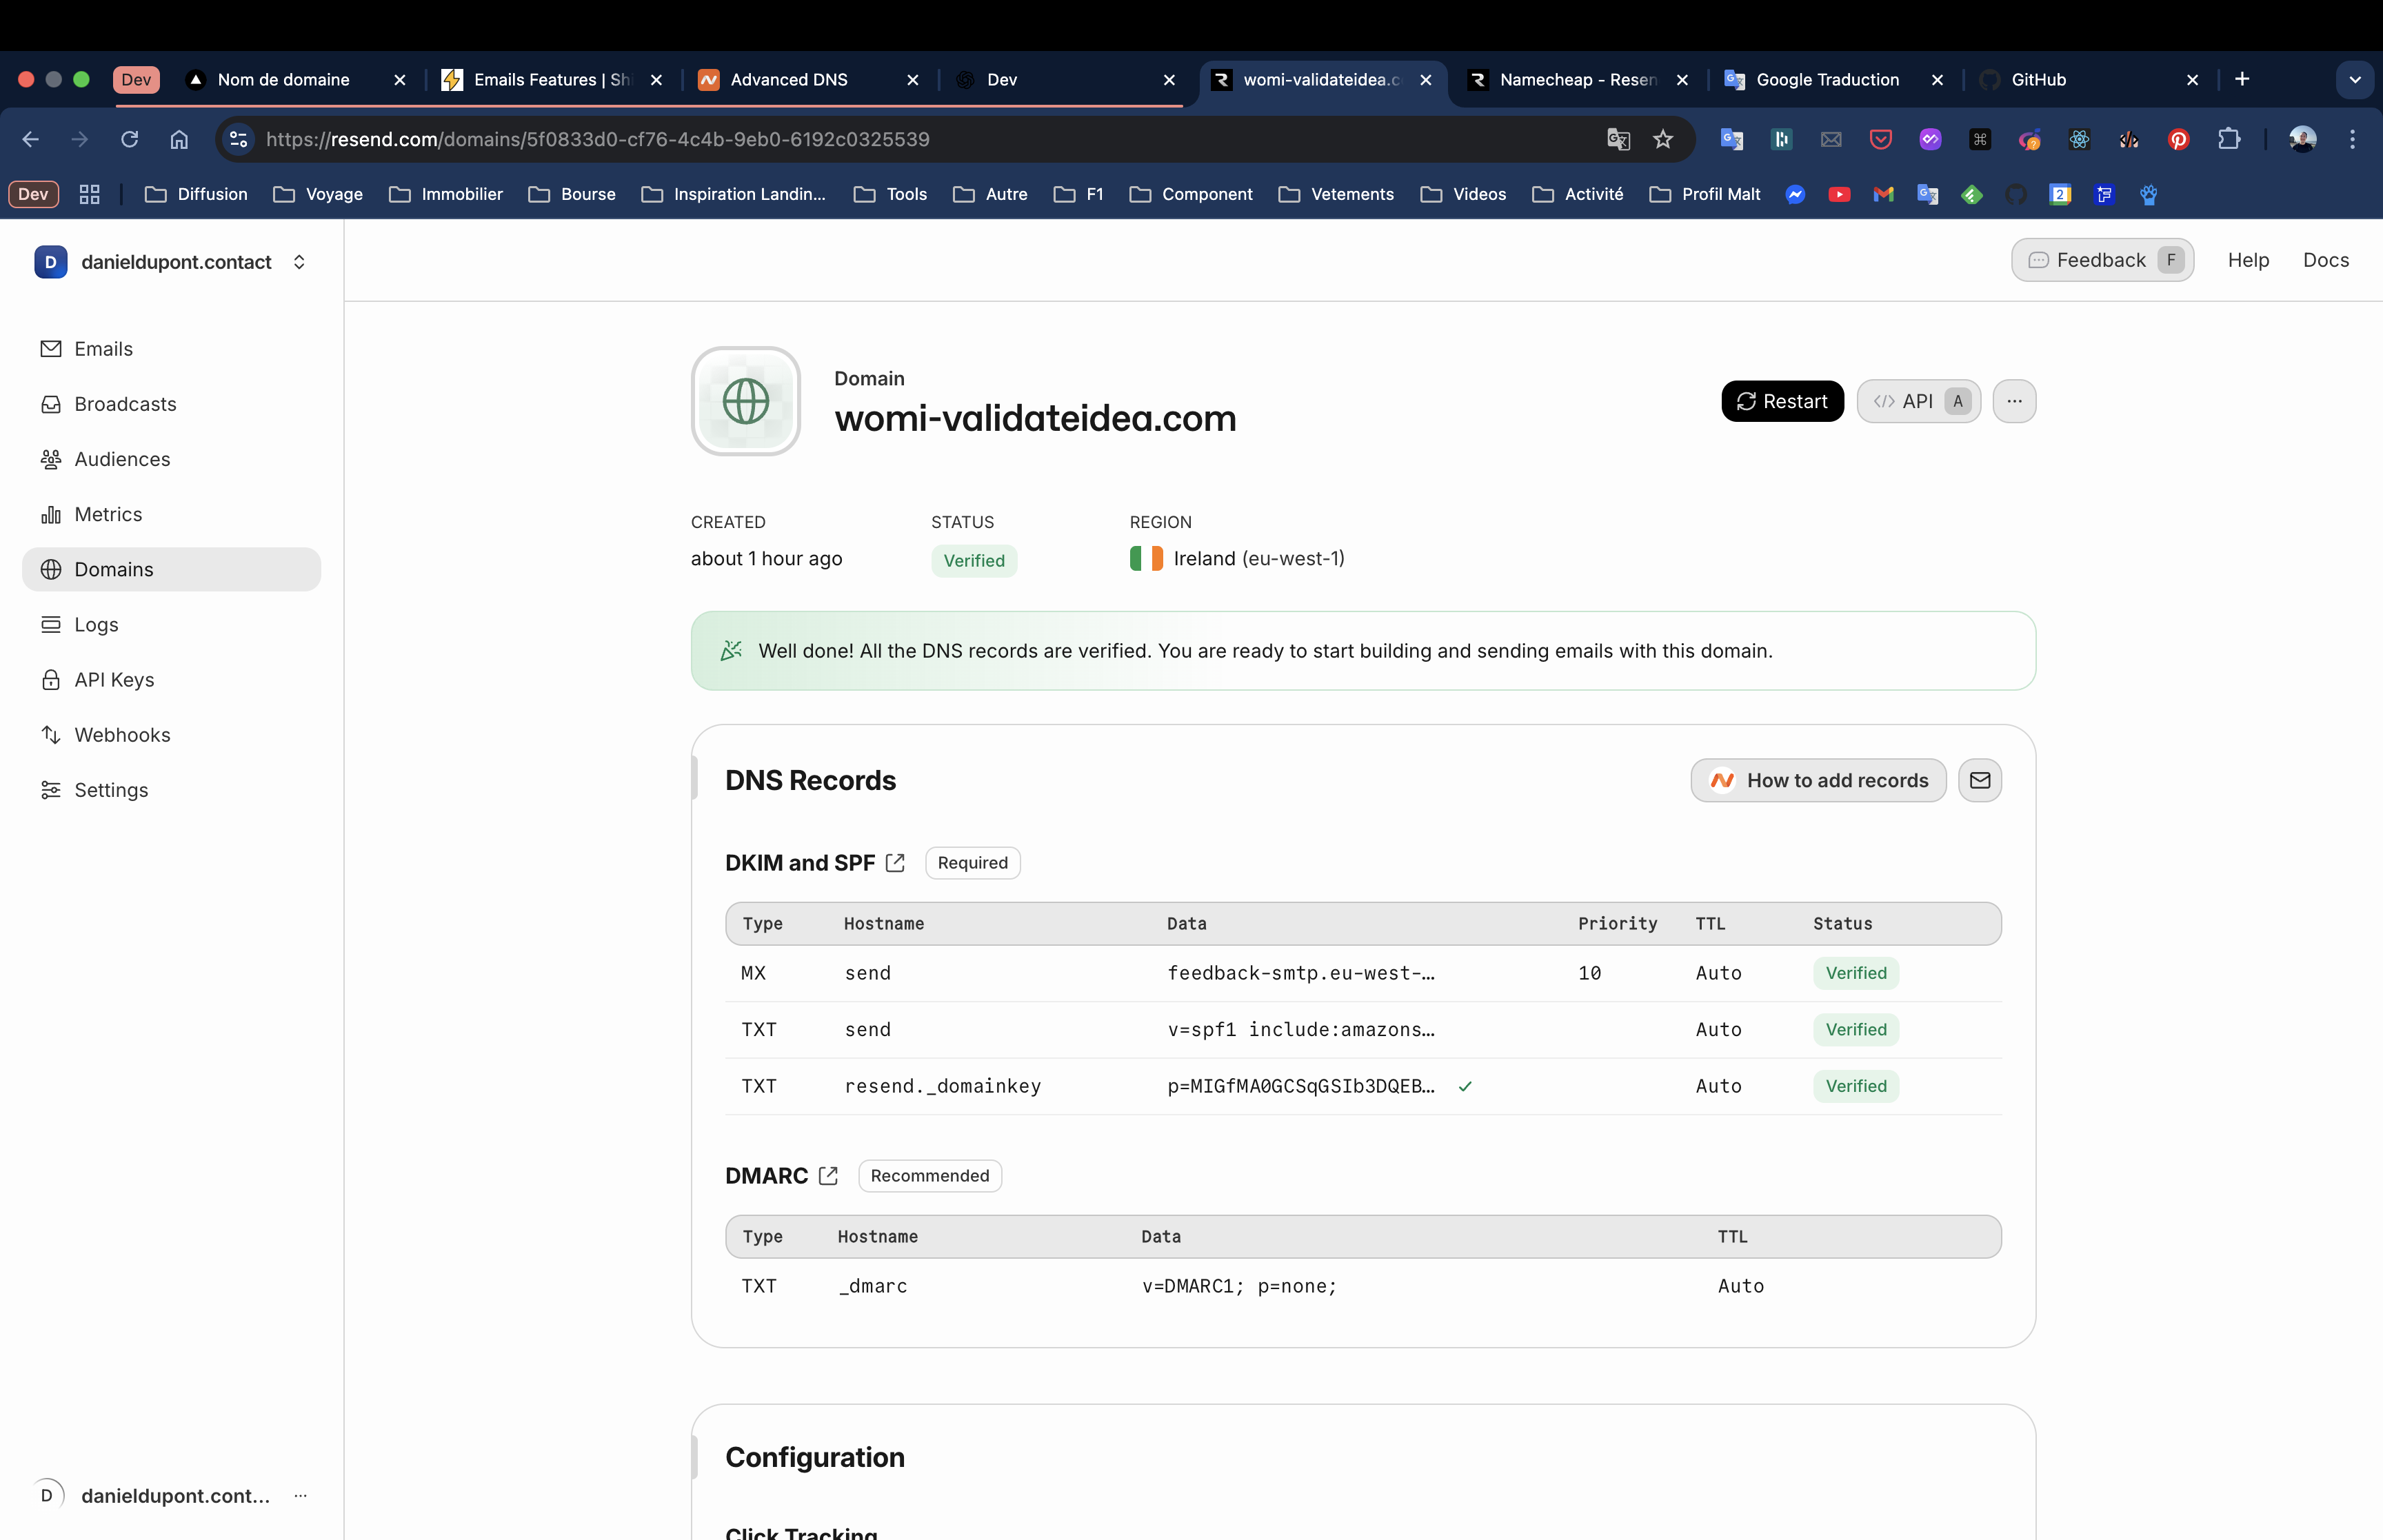 Dev
Nom de domaine
Emails Features | Shi
Advanced DNS
Dev
womi-validateidea.c
Namecheap - Resen
Google Traduction
GitHub
https://resend.com/domains/5f0833d0-cf76-4c4b-9eb0-6192c0325539
Dev
Diffusion
Voyage
Immobilier
Bourse
Inspiration Landin...
Tools
Autre
F1
Component
Vetements
Videos
Activité
Profil Malt
D
danieldupont.contact
Feedback F
Help
Docs
Emails
Broadcasts
Audiences
Metrics
Domains
Logs
API Keys
Webhooks
Settings
D
danieldupont.cont...
Domain
womi-validateidea.com
Restart
API A
CREATED
STATUS
REGION
about 1 hour ago
Verified
Ireland (eu-west-1)
Well done! All the DNS records are verified. You are ready to start building and sending emails with this domain.
DNS Records
How to add records
DKIM and SPF
Required
Type Hostname Data Priority TTL Status
MX send feedback-smtp.eu-west-… 10 Auto Verified
TXT send v=spf1 include:amazons… Auto Verified
TXT resend._domainkey p=MIGfMA0GCSqGSIb3DQEB… Auto Verified
DMARC
Recommended
Type Hostname Data TTL
TXT _dmarc v=DMARC1; p=none; Auto
Configuration
Click Tracking